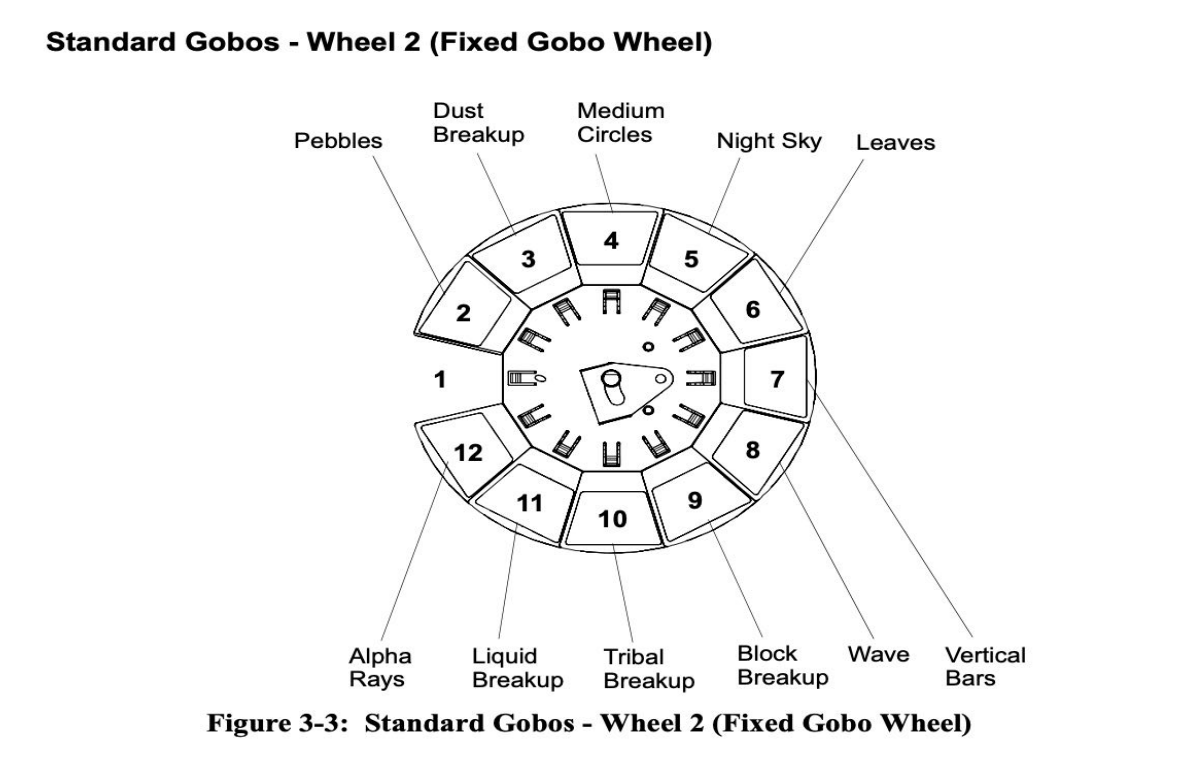 Standard Gobos - Wheel 2 (Fixed Gobo Wheel)
Dust
Breakup
Medium
Circles
Pebbles
Night Sky
Leaves
4
3
5
2
6
1
7
12
8
11
9
10
Alpha
Rays
Liquid
Breakup
Tribal
Breakup
Block
Breakup
Wave
Vertical
Bars
Figure 3-3: Standard Gobos - Wheel 2 (Fixed Gobo Wheel)